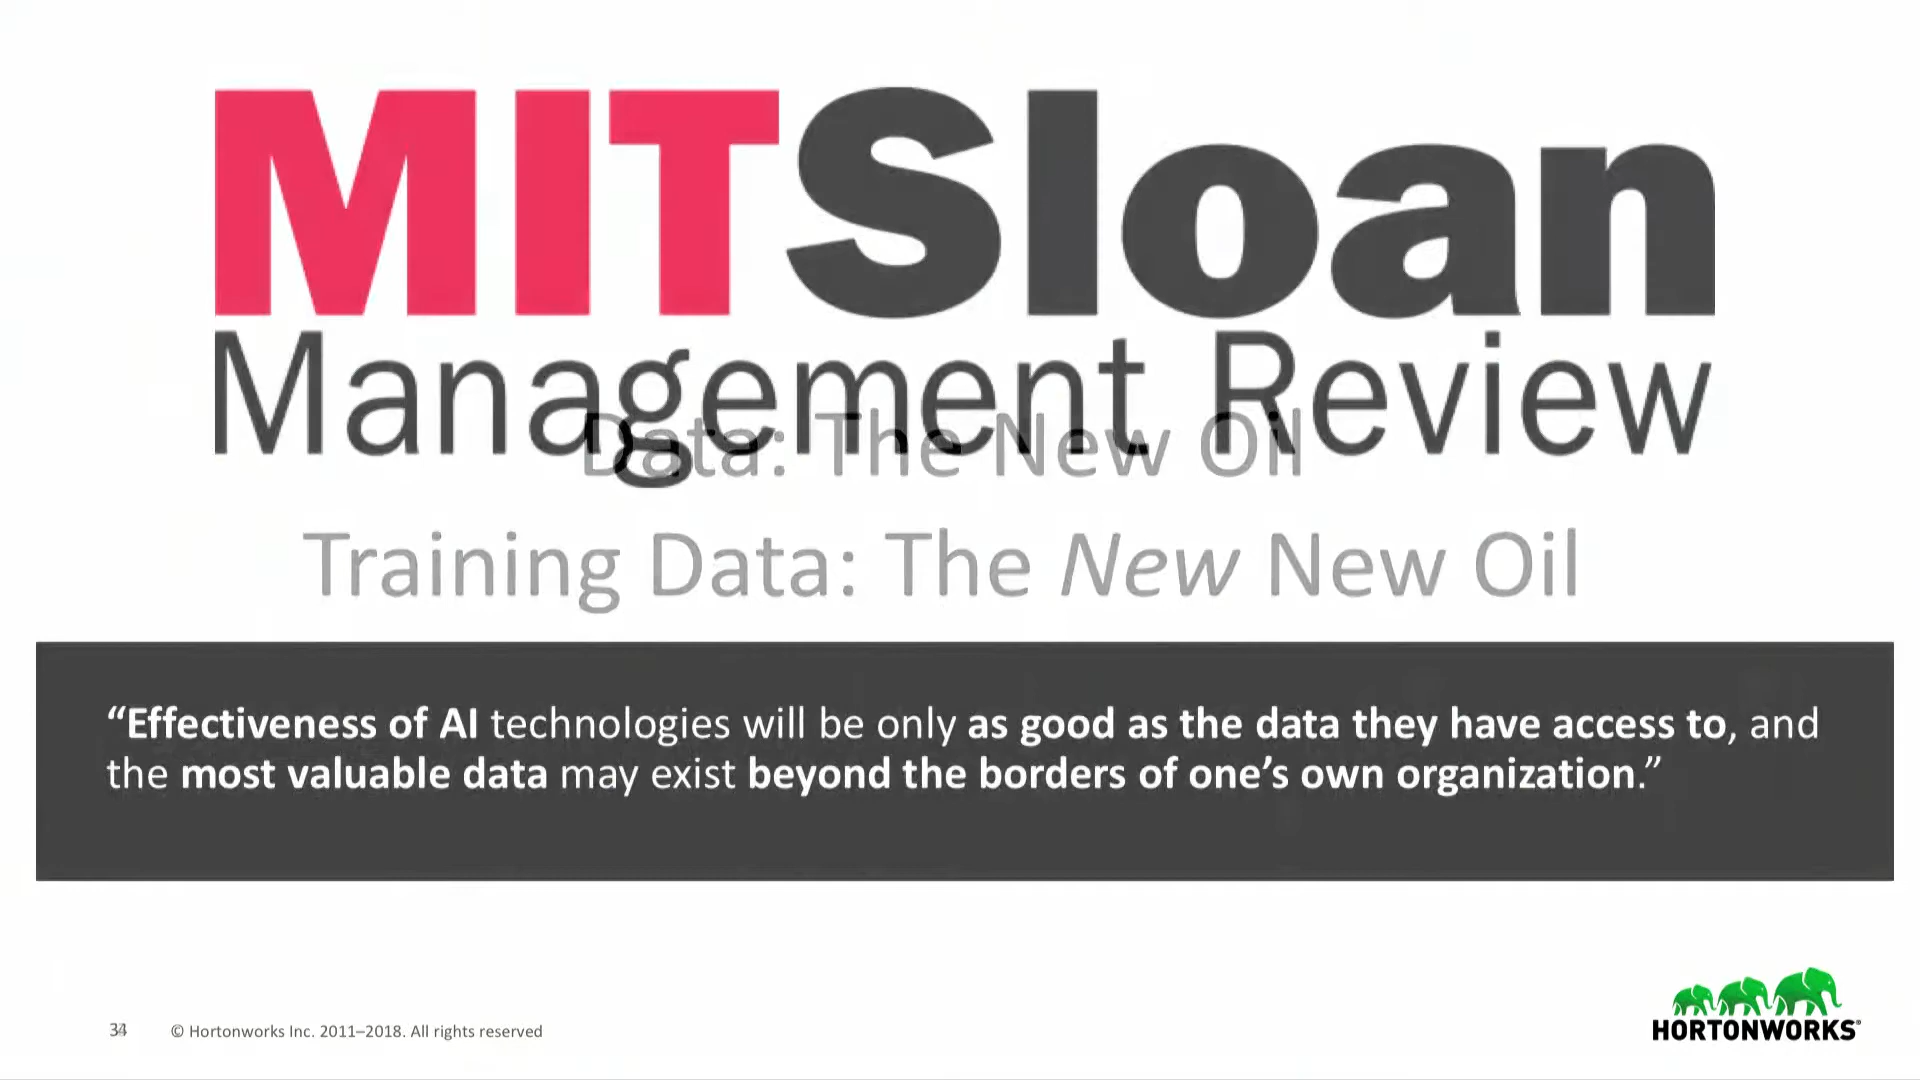 MITSloan
Management Review
Data: The New Oil
Training Data: The New New Oil
“Effectiveness of AI technologies will be only as good as the data they have access to, and
the most valuable data may exist beyond the borders of one’s own organization.”
© Hortonworks Inc. 2011–2018. All rights reserved
HORTONWORKS®